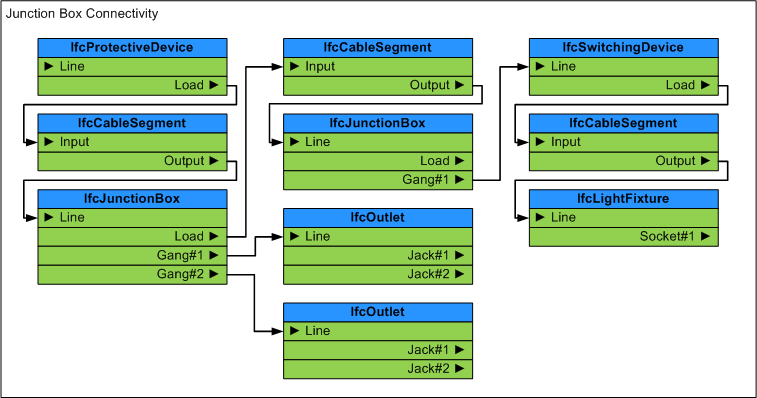 Junction Box Connectivity
IfcProtectiveDevice
► Line
Load ►
IfcCableSegment
► Input
Output ►
IfcJunctionBox
► Line
Load ►
Gang#1 ►
Gang#2 ►
IfcCableSegment
► Input
Output ►
IfcJunctionBox
► Line
Load ►
Gang#1 ►
IfcOutlet
► Line
Jack#1 ►
Jack#2 ►
IfcOutlet
► Line
Jack#1 ►
Jack#2 ►
IfcSwitchingDevice
► Line
Load ►
IfcCableSegment
► Input
Output ►
IfcLightFixture
► Line
Socket#1 ►